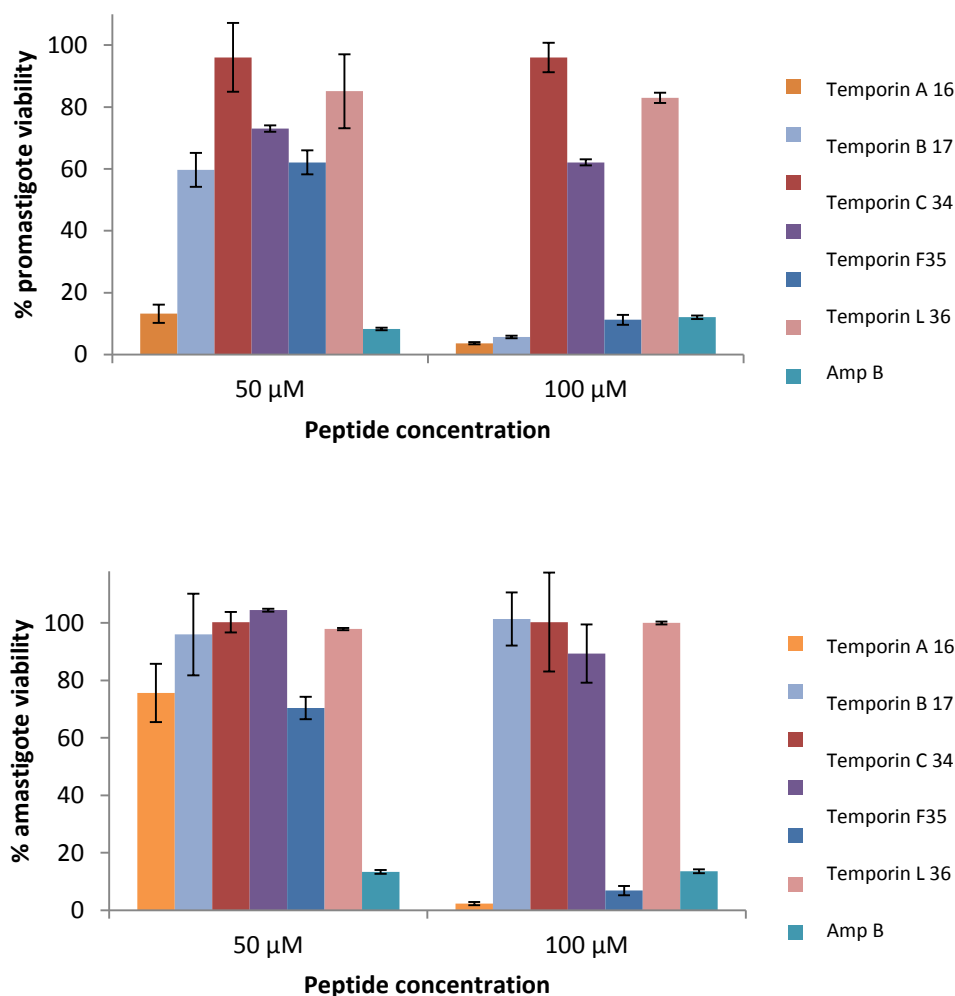 % promastigote viability
100
80
60
40
20
0
50 µM
100 µM
Peptide concentration
Temporin A 16
Temporin B 17
Temporin C 34
Temporin F35
Temporin L 36
Amp B
% amastigote viability
100
80
60
40
20
0
50 µM
100 µM
Peptide concentration
Temporin A 16
Temporin B 17
Temporin C 34
Temporin F35
Temporin L 36
Amp B